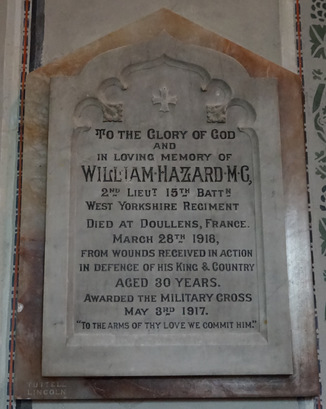 TO THE GLORY OF GOD
AND
IN LOVING MEMORY OF
WILLIAM·HAZARD·M·C,
2ND LIEUT 15TH BATTN
WEST YORKSHIRE REGIMENT
DIED AT DOULLENS, FRANCE.
MARCH 28TH 1918,
FROM WOUNDS RECEIVED IN ACTION
IN DEFENCE OF HIS KING & COUNTRY
AGED 30 YEARS.
AWARDED THE MILITARY CROSS
MAY 3RD 1917.
"TO THE ARMS OF THY LOVE WE COMMIT HIM."
TUTTELL
LINCOLN